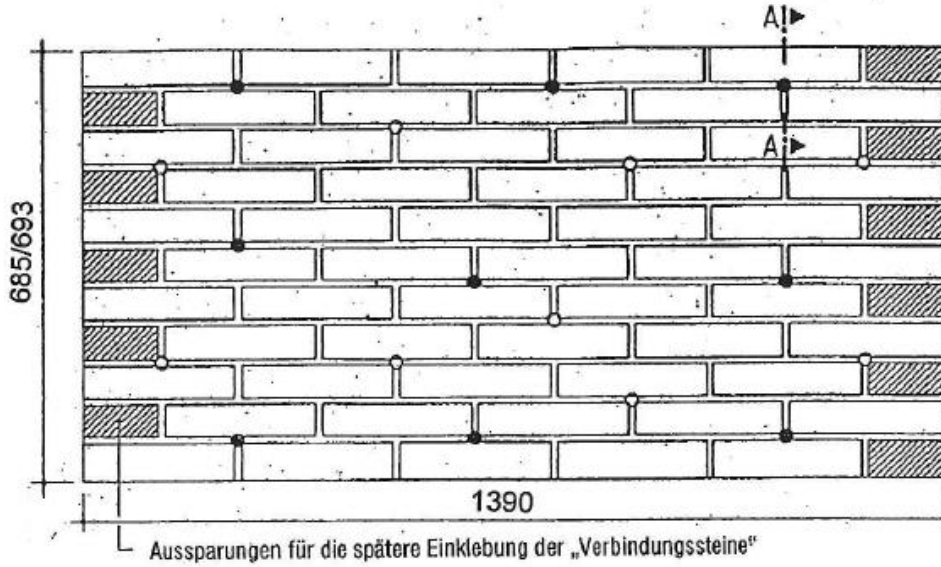 A
A
685/693
1390
Aussparungen für die spätere Einklebung der „Verbindungssteine"